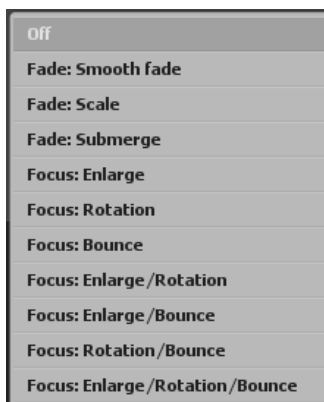 Off
Fade: Smooth fade
Fade: Scale
Fade: Submerge
Focus: Enlarge
Focus: Rotation
Focus: Bounce
Focus: Enlarge/Rotation
Focus: Enlarge/Bounce
Focus: Rotation/Bounce
Focus: Enlarge/Rotation/Bounce